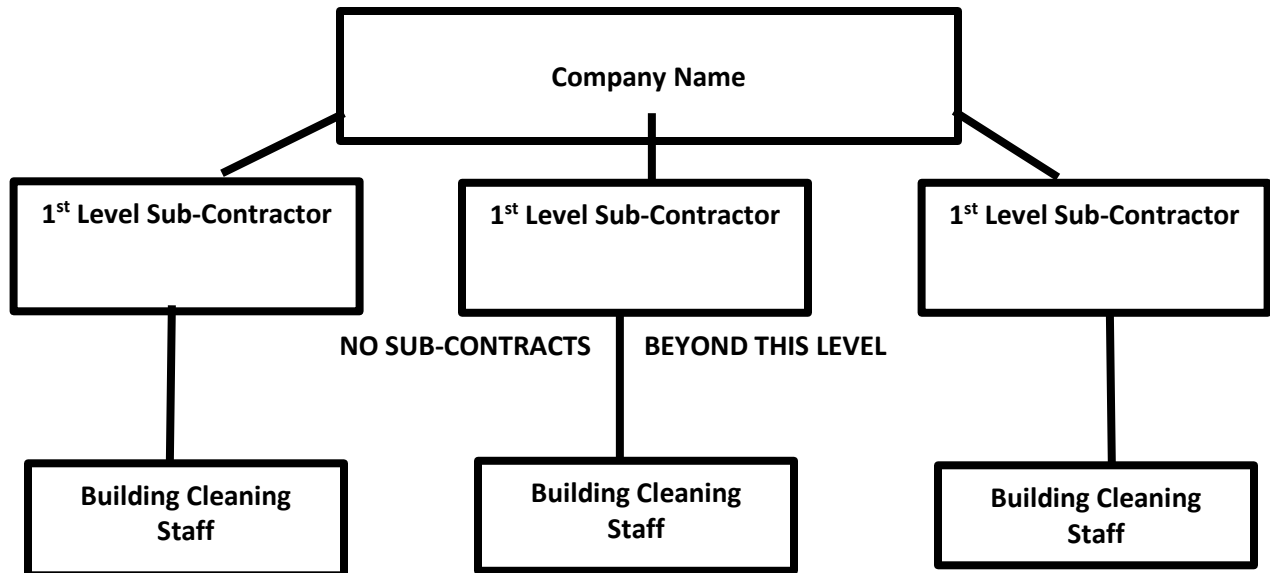 Company Name
1st Level Sub-Contractor
1st Level Sub-Contractor
1st Level Sub-Contractor
NO SUB-CONTRACTS BEYOND THIS LEVEL
Building Cleaning
Staff
Building Cleaning
Staff
Building Cleaning
Staff